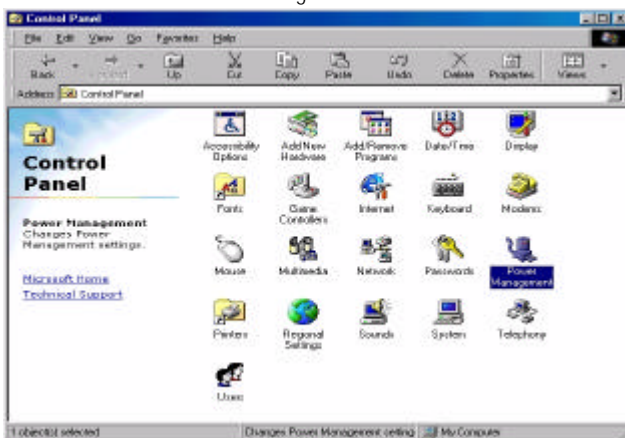 Control Panel
File Edit View Go Favorites Help
Back Up Cut Copy Paste Undo Delete Properties Views
Address Control Panel
Control
Panel
Power Management
Changes Power
Management settings.
Microsoft Home
Technical Support
Accessibility Options Add New Hardware Add/Remove Programs Date/Time Display
Fonts Game Controllers Internet Keyboard Modems
Mouse Multimedia Network Passwords Power Management
Printers Regional Settings Sounds System Telephony
Users
1 object(s) selected Changes Power Management setting My Computer